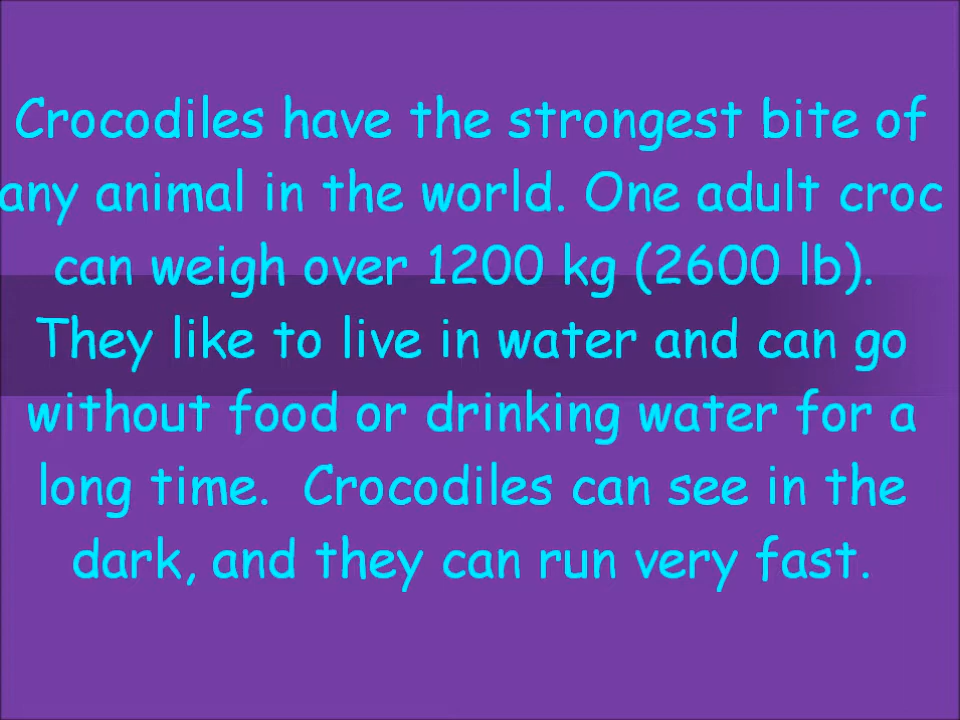 Crocodiles have the strongest bite of
any animal in the world. One adult croc
can weigh over 1200 kg (2600 lb).
They like to live in water and can go
without food or drinking water for a
long time.  Crocodiles can see in the
dark, and they can run very fast.